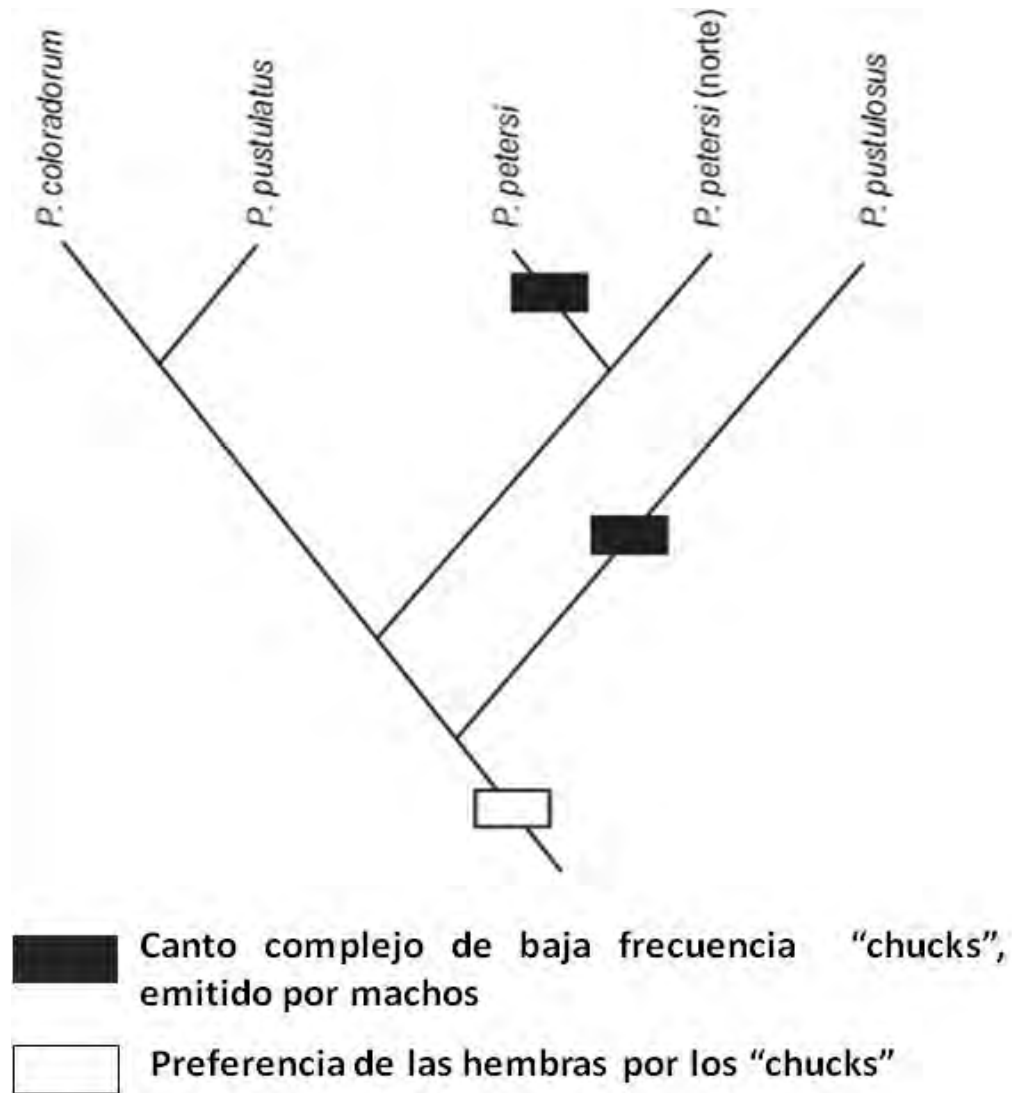 P. coloradorum
P. pustulatus
P. petersi
P. petersi (norte)
P. pustulosus
Canto complejo de baja frecuencia "chucks",
emitido por machos
Preferencia de las hembras por los "chucks"